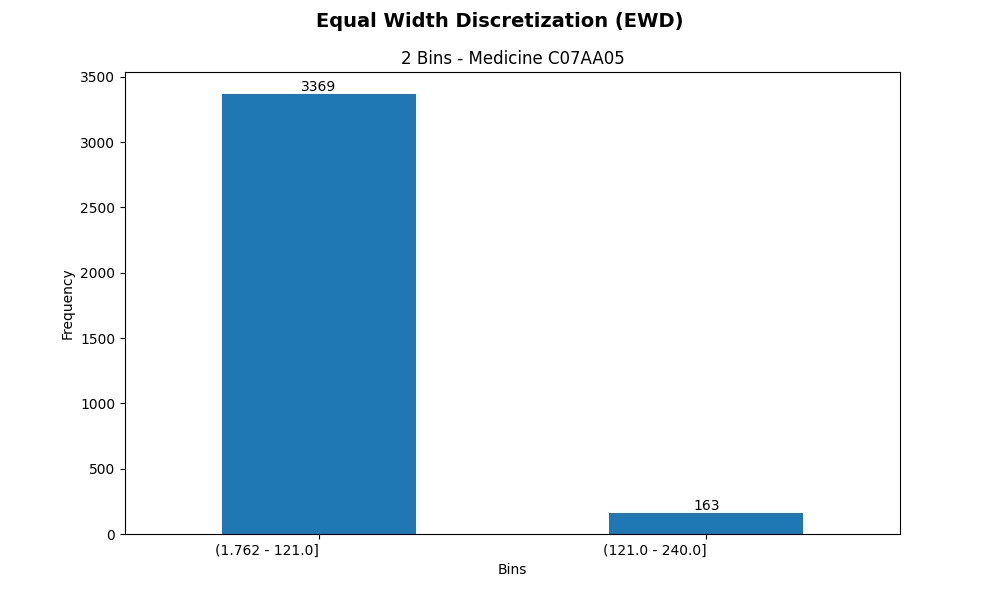 Equal Width Discretization (EWD)
2 Bins - Medicine C07AA05
3500
3000
2500
2000
1500
1000
500
0
Frequency
3369
163
(1.762 - 121.0]
(121.0 - 240.0]
Bins